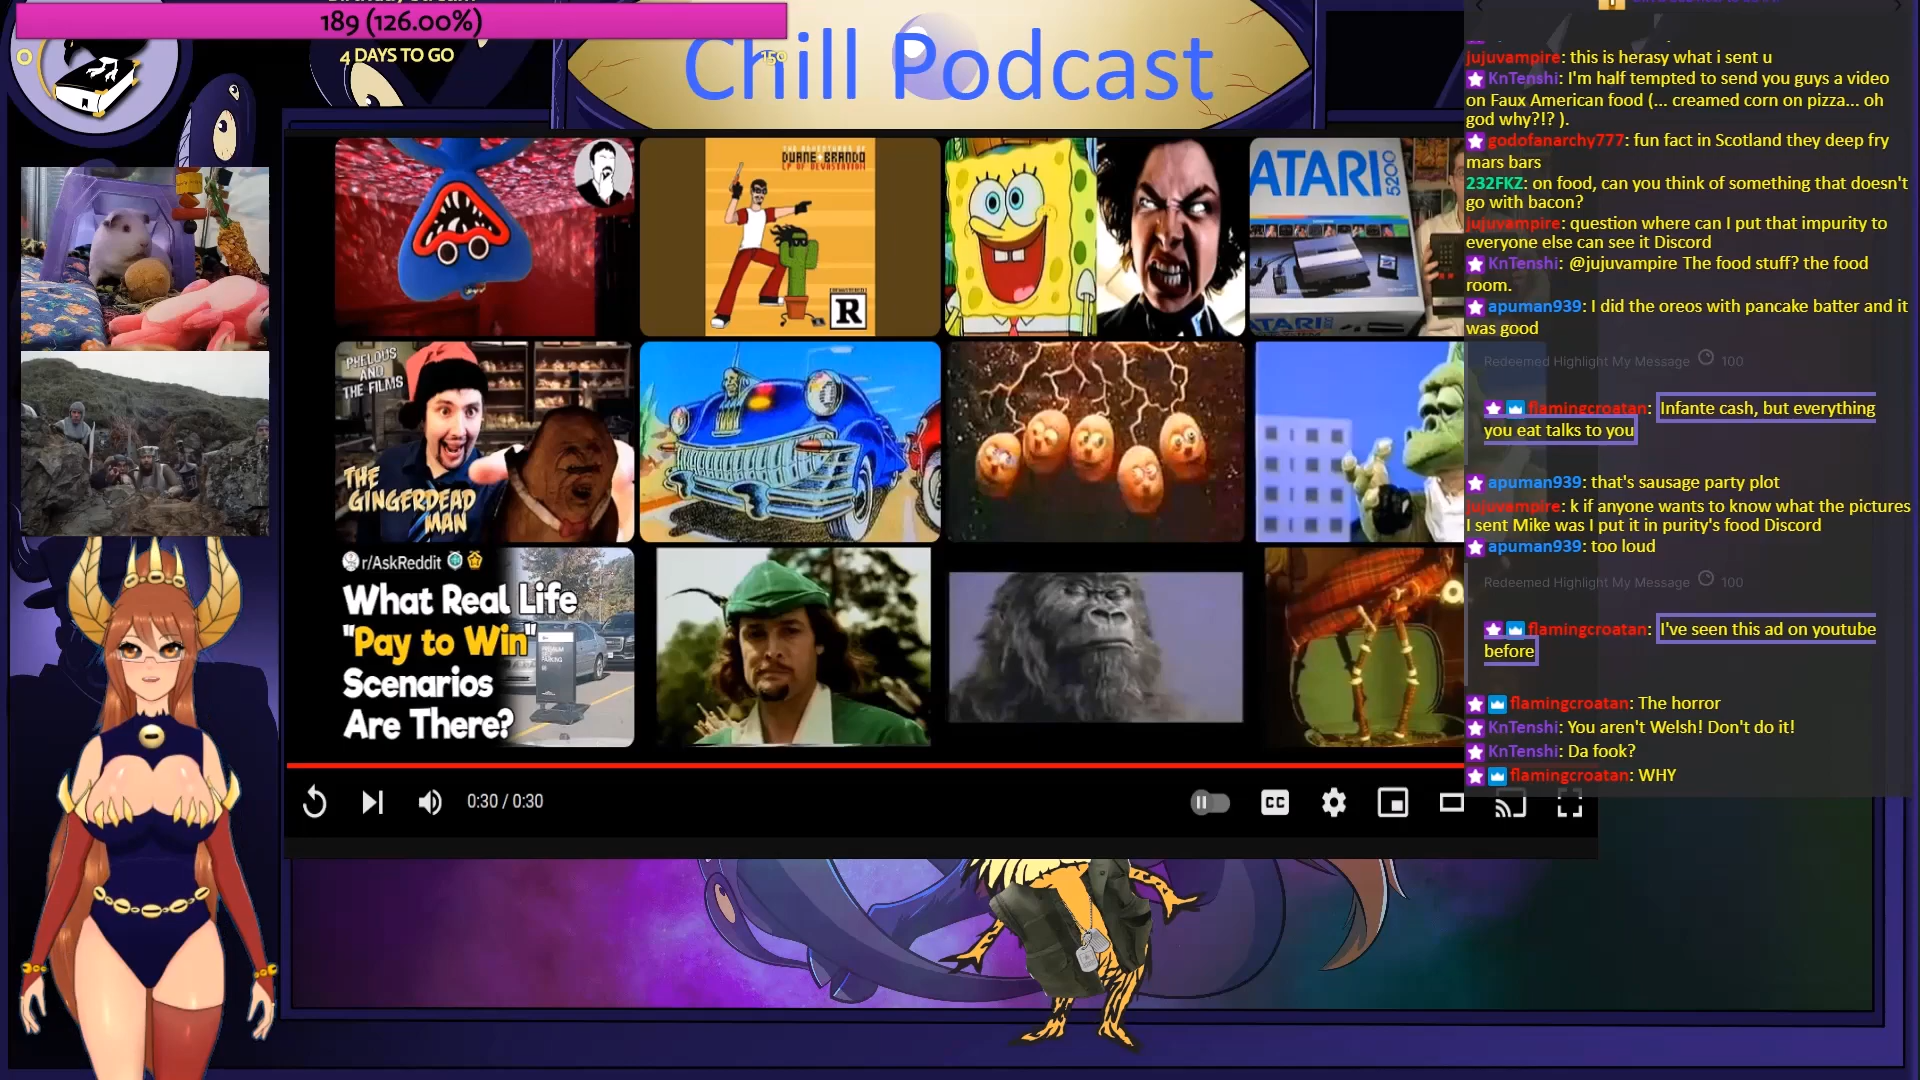 189 (126.00%)
4 DAYS TO GO
150
Chill Podcast
THE ADVENTURES OF
DUANE & BRANDO
LP OF DEVASTATION
R
ATARI
5200
ATARI
PHELOUS
AND
THE FILMS
THE
GINGERDEAD
MAN
r/AskReddit
What Real Life
"Pay to Win"
Scenarios
Are There?
0:30 / 0:30
CC
jujuvampire: this is herasy what i sent u
KnTenshi: I'm half tempted to send you guys a video
on Faux American food (... creamed corn on pizza... oh
god why?!? ).
godofanarchy777: fun fact in Scotland they deep fry
mars bars
232FKZ: on food, can you think of something that doesn't
go with bacon?
jujuvampire: question where can I put that impurity to
everyone else can see it Discord
KnTenshi: @jujuvampire The food stuff? the food
room.
apuman939: I did the oreos with pancake batter and it
was good
Redeemed Highlight My Message 100
flamingcroatan: Infante cash, but everything
you eat talks to you
apuman939: that's sausage party plot
jujuvampire: k if anyone wants to know what the pictures
I sent Mike was I put it in purity's food Discord
apuman939: too loud
Redeemed Highlight My Message 100
flamingcroatan: I've seen this ad on youtube
before
flamingcroatan: The horror
KnTenshi: You aren't Welsh! Don't do it!
KnTenshi: Da fook?
flamingcroatan: WHY